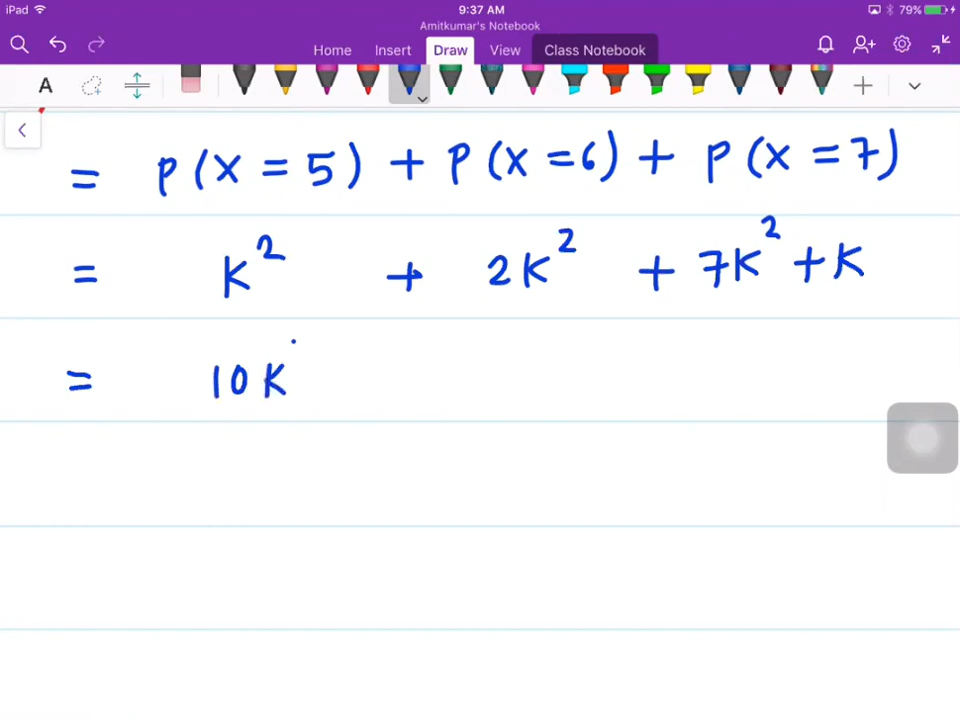 iPad 9:37 AM 79%
Amitkumar's Notebook
Home Insert Draw View Class Notebook
A
= P(X = 5) + P(X = 6) + P(X = 7)
= K² + 2K² + 7K² + K
= 10K